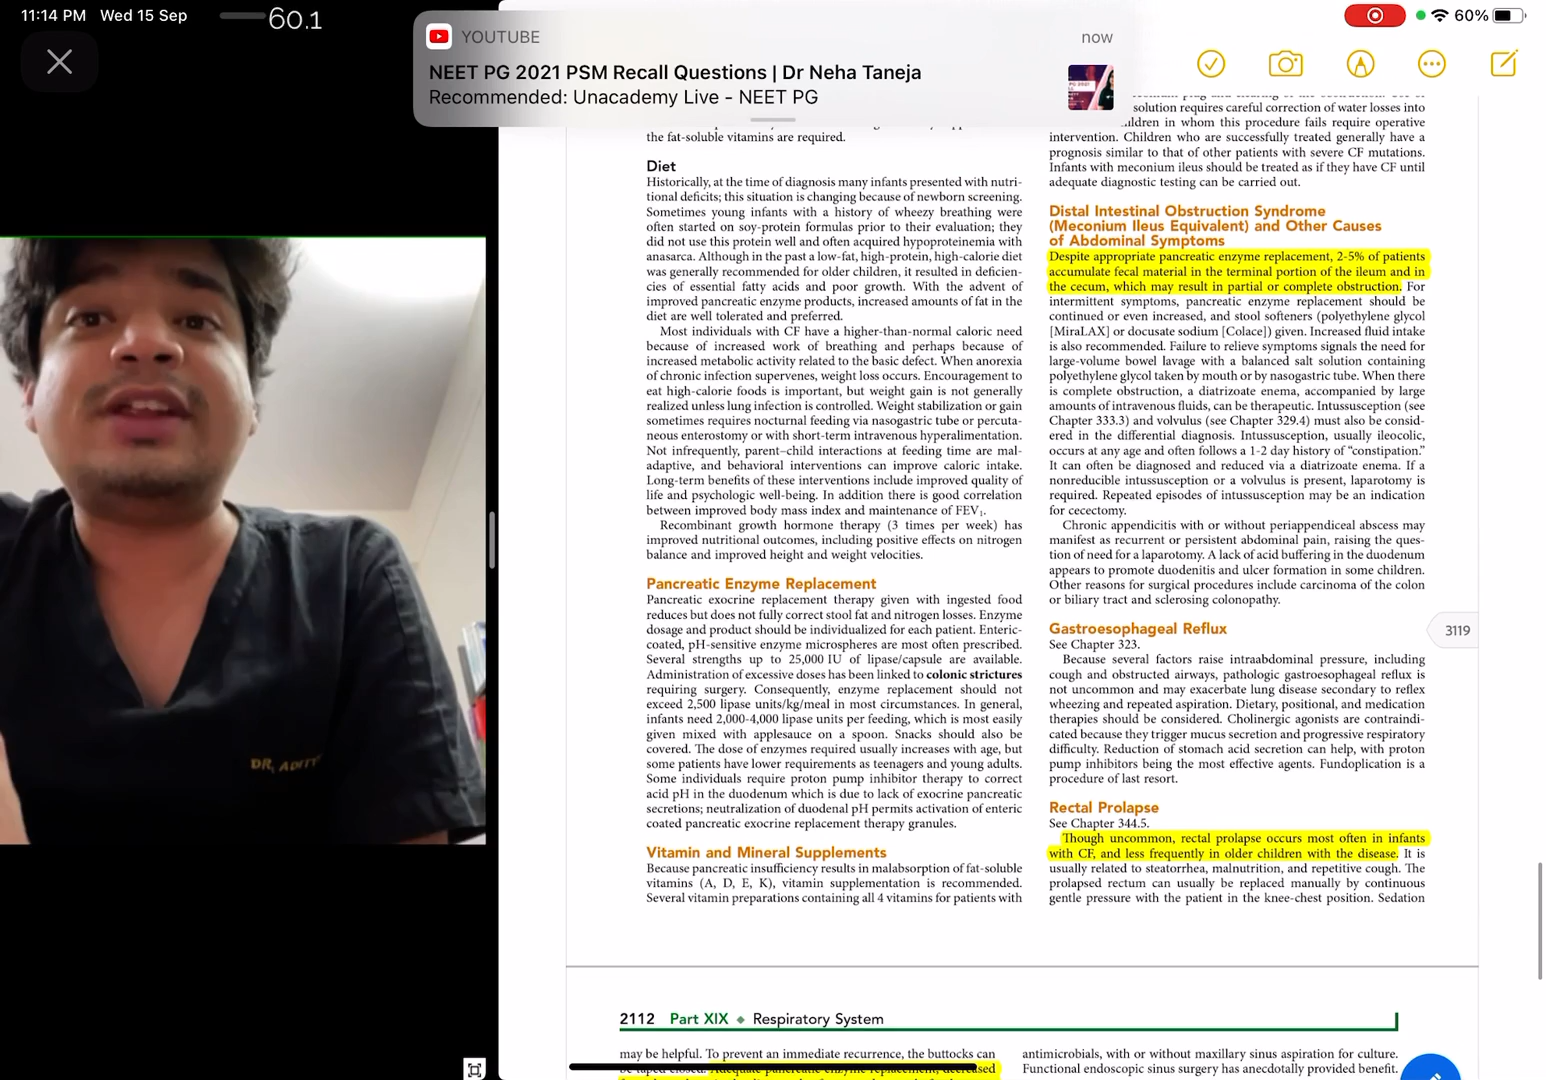 11:14 PM Wed 15 Sep
60.1
60%
YOUTUBE
now
NEET PG 2021 PSM Recall Questions | Dr Neha Taneja
Recommended: Unacademy Live - NEET PG
DR. ADITY
the fat-soluble vitamins are required.
Diet
Historically, at the time of diagnosis many infants presented with nutri-
tional deficits; this situation is changing because of newborn screening.
Sometimes young infants with a history of wheezy breathing were
often started on soy-protein formulas prior to their evaluation; they
did not use this protein well and often acquired hypoproteinemia with
anasarca. Although in the past a low-fat, high-protein, high-calorie diet
was generally recommended for older children, it resulted in deficien-
cies of essential fatty acids and poor growth. With the advent of
improved pancreatic enzyme products, increased amounts of fat in the
diet are well tolerated and preferred.
Most individuals with CF have a higher-than-normal caloric need
because of increased work of breathing and perhaps because of
increased metabolic activity related to the basic defect. When anorexia
of chronic infection supervenes, weight loss occurs. Encouragement to
eat high-calorie foods is important, but weight gain is not generally
realized unless lung infection is controlled. Weight stabilization or gain
sometimes requires nocturnal feeding via nasogastric tube or percuta-
neous enterostomy or with short-term intravenous hyperalimentation.
Not infrequently, parent–child interactions at feeding time are mal-
adaptive, and behavioral interventions can improve caloric intake.
Long-term benefits of these interventions include improved quality of
life and psychologic well-being. In addition there is good correlation
between improved body mass index and maintenance of FEV₁.
Recombinant growth hormone therapy (3 times per week) has
improved nutritional outcomes, including positive effects on nitrogen
balance and improved height and weight velocities.
Pancreatic Enzyme Replacement
Pancreatic exocrine replacement therapy given with ingested food
reduces but does not fully correct stool fat and nitrogen losses. Enzyme
dosage and product should be individualized for each patient. Enteric-
coated, pH-sensitive enzyme microspheres are most often prescribed.
Several strengths up to 25,000 IU of lipase/capsule are available.
Administration of excessive doses has been linked to colonic strictures
requiring surgery. Consequently, enzyme replacement should not
exceed 2,500 lipase units/kg/meal in most circumstances. In general,
infants need 2,000-4,000 lipase units per feeding, which is most easily
given mixed with applesauce on a spoon. Snacks should also be
covered. The dose of enzymes required usually increases with age, but
some patients have lower requirements as teenagers and young adults.
Some individuals require proton pump inhibitor therapy to correct
acid pH in the duodenum which is due to lack of exocrine pancreatic
secretions; neutralization of duodenal pH permits activation of enteric
coated pancreatic exocrine replacement therapy granules.
Vitamin and Mineral Supplements
Because pancreatic insufficiency results in malabsorption of fat-soluble
vitamins (A, D, E, K), vitamin supplementation is recommended.
Several vitamin preparations containing all 4 vitamins for patients with
solution requires careful correction of water losses into
children in whom this procedure fails require operative
intervention. Children who are successfully treated generally have a
prognosis similar to that of other patients with severe CF mutations.
Infants with meconium ileus should be treated as if they have CF until
adequate diagnostic testing can be carried out.
Distal Intestinal Obstruction Syndrome
(Meconium Ileus Equivalent) and Other Causes
of Abdominal Symptoms
Despite appropriate pancreatic enzyme replacement, 2-5% of patients
accumulate fecal material in the terminal portion of the ileum and in
the cecum, which may result in partial or complete obstruction. For
intermittent symptoms, pancreatic enzyme replacement should be
continued or even increased, and stool softeners (polyethylene glycol
[MiraLAX] or docusate sodium [Colace]) given. Increased fluid intake
is also recommended. Failure to relieve symptoms signals the need for
large-volume bowel lavage with a balanced salt solution containing
polyethylene glycol taken by mouth or by nasogastric tube. When there
is complete obstruction, a diatrizoate enema, accompanied by large
amounts of intravenous fluids, can be therapeutic. Intussusception (see
Chapter 333.3) and volvulus (see Chapter 329.4) must also be consid-
ered in the differential diagnosis. Intussusception, usually ileocolic,
occurs at any age and often follows a 1-2 day history of “constipation.”
It can often be diagnosed and reduced via a diatrizoate enema. If a
nonreducible intussusception or a volvulus is present, laparotomy is
required. Repeated episodes of intussusception may be an indication
for cecectomy.
Chronic appendicitis with or without periappendiceal abscess may
manifest as recurrent or persistent abdominal pain, raising the ques-
tion of need for a laparotomy. A lack of acid buffering in the duodenum
appears to promote duodenitis and ulcer formation in some children.
Other reasons for surgical procedures include carcinoma of the colon
or biliary tract and sclerosing colonopathy.
Gastroesophageal Reflux
See Chapter 323.
Because several factors raise intraabdominal pressure, including
cough and obstructed airways, pathologic gastroesophageal reflux is
not uncommon and may exacerbate lung disease secondary to reflex
wheezing and repeated aspiration. Dietary, positional, and medication
therapies should be considered. Cholinergic agonists are contraindi-
cated because they trigger mucus secretion and progressive respiratory
difficulty. Reduction of stomach acid secretion can help, with proton
pump inhibitors being the most effective agents. Fundoplication is a
procedure of last resort.
Rectal Prolapse
See Chapter 344.5.
Though uncommon, rectal prolapse occurs most often in infants
with CF, and less frequently in older children with the disease. It is
usually related to steatorrhea, malnutrition, and repetitive cough. The
prolapsed rectum can usually be replaced manually by continuous
gentle pressure with the patient in the knee-chest position. Sedation
3119
2112 Part XIX ◆ Respiratory System
may be helpful. To prevent an immediate recurrence, the buttocks can
be taped closed. Adequate pancreatic enzyme replacement, decreased
antimicrobials, with or without maxillary sinus aspiration for culture.
Functional endoscopic sinus surgery has anecdotally provided benefit.